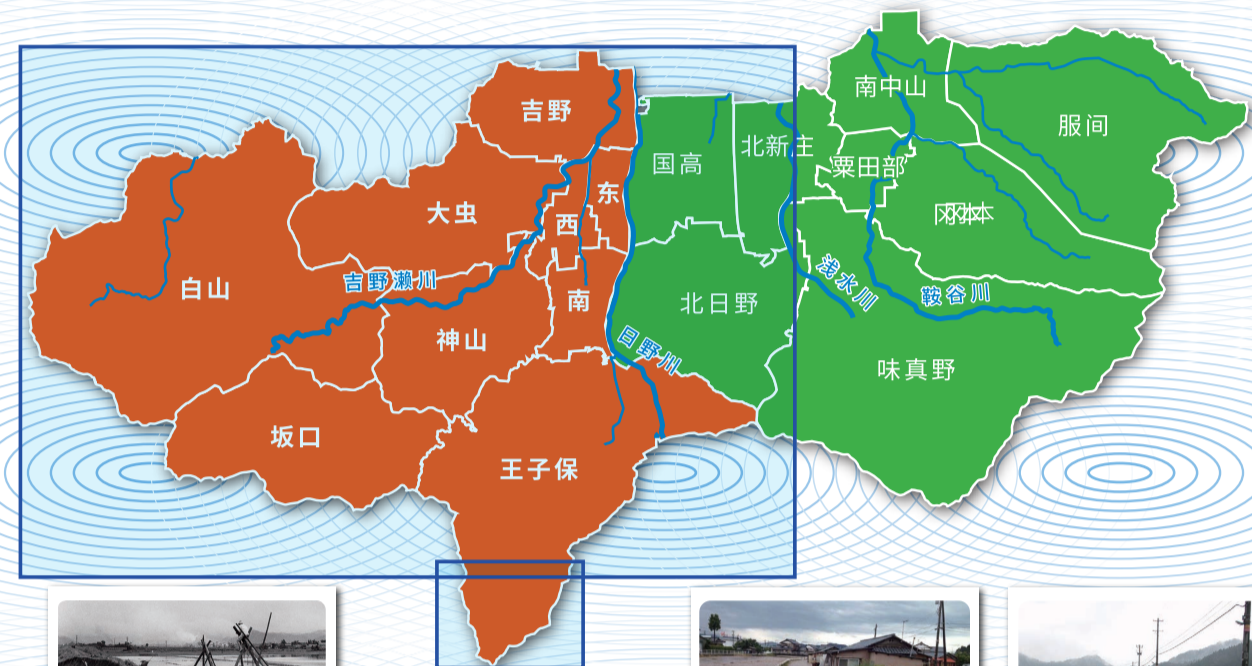 南中山
吉野
服间
北新庄
国高
粟田部
东
大虫
西
白山
吉野瀬川
南
浅水川
鞍谷川
北日野
神山
日野川
味真野
坂口
王子保